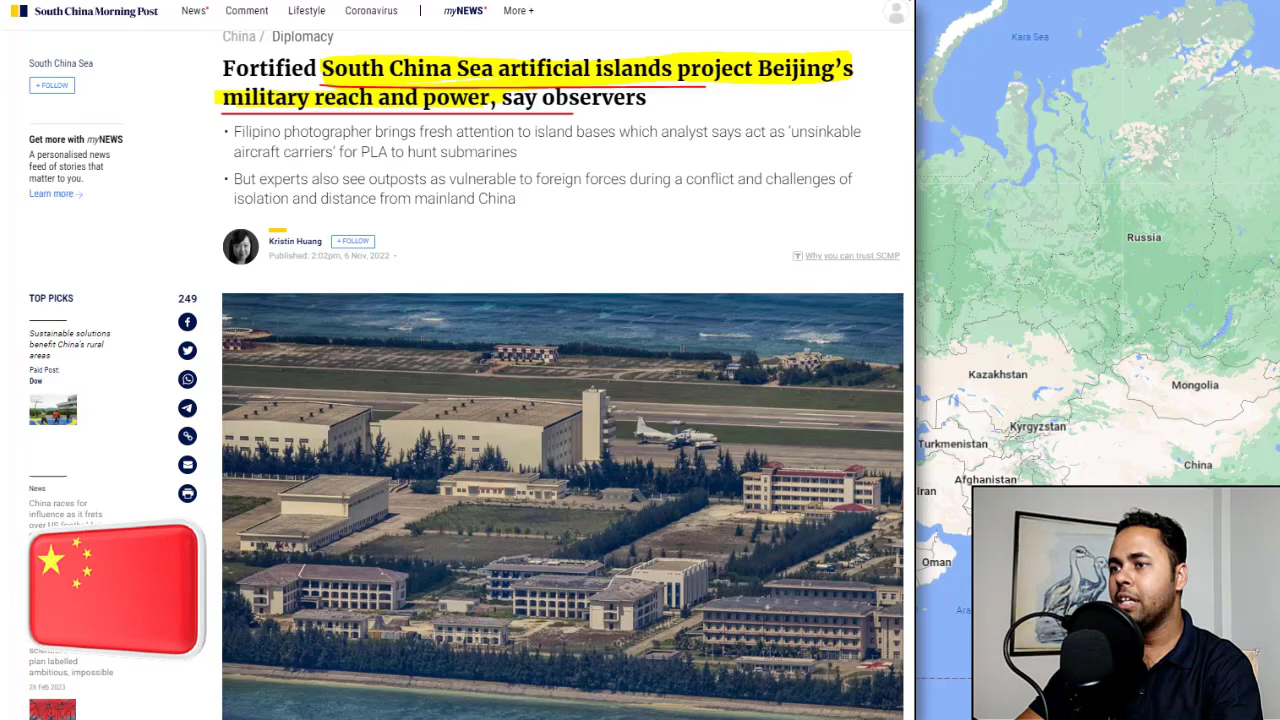 South China Morning Post
News Comment Lifestyle Coronavirus myNEWS More +
China / Diplomacy
Fortified South China Sea artificial islands project Beijing’s
military reach and power, say observers
• Filipino photographer brings fresh attention to island bases which analyst says act as ‘unsinkable
aircraft carriers’ for PLA to hunt submarines
• But experts also see outposts as vulnerable to foreign forces during a conflict and challenges of
isolation and distance from mainland China
Kristin Huang + FOLLOW
Published: 2:02pm, 6 Nov, 2022
Why you can trust SCMP
South China Sea
+ FOLLOW
Get more with myNEWS
A personalised news
feed of stories that
matter to you.
Learn more
TOP PICKS
249
Sustainable solutions
benefit China's rural
areas
Paid Post:
Dow
News
China races for
influence as it frets
over US
plan labelled
ambitious, impossible
26 Feb 2023
Kara Sea
Russia
Kazakhstan
Mongolia
Kyrgyzstan
Turkmenistan
China
Afghanistan
Iran
Oman